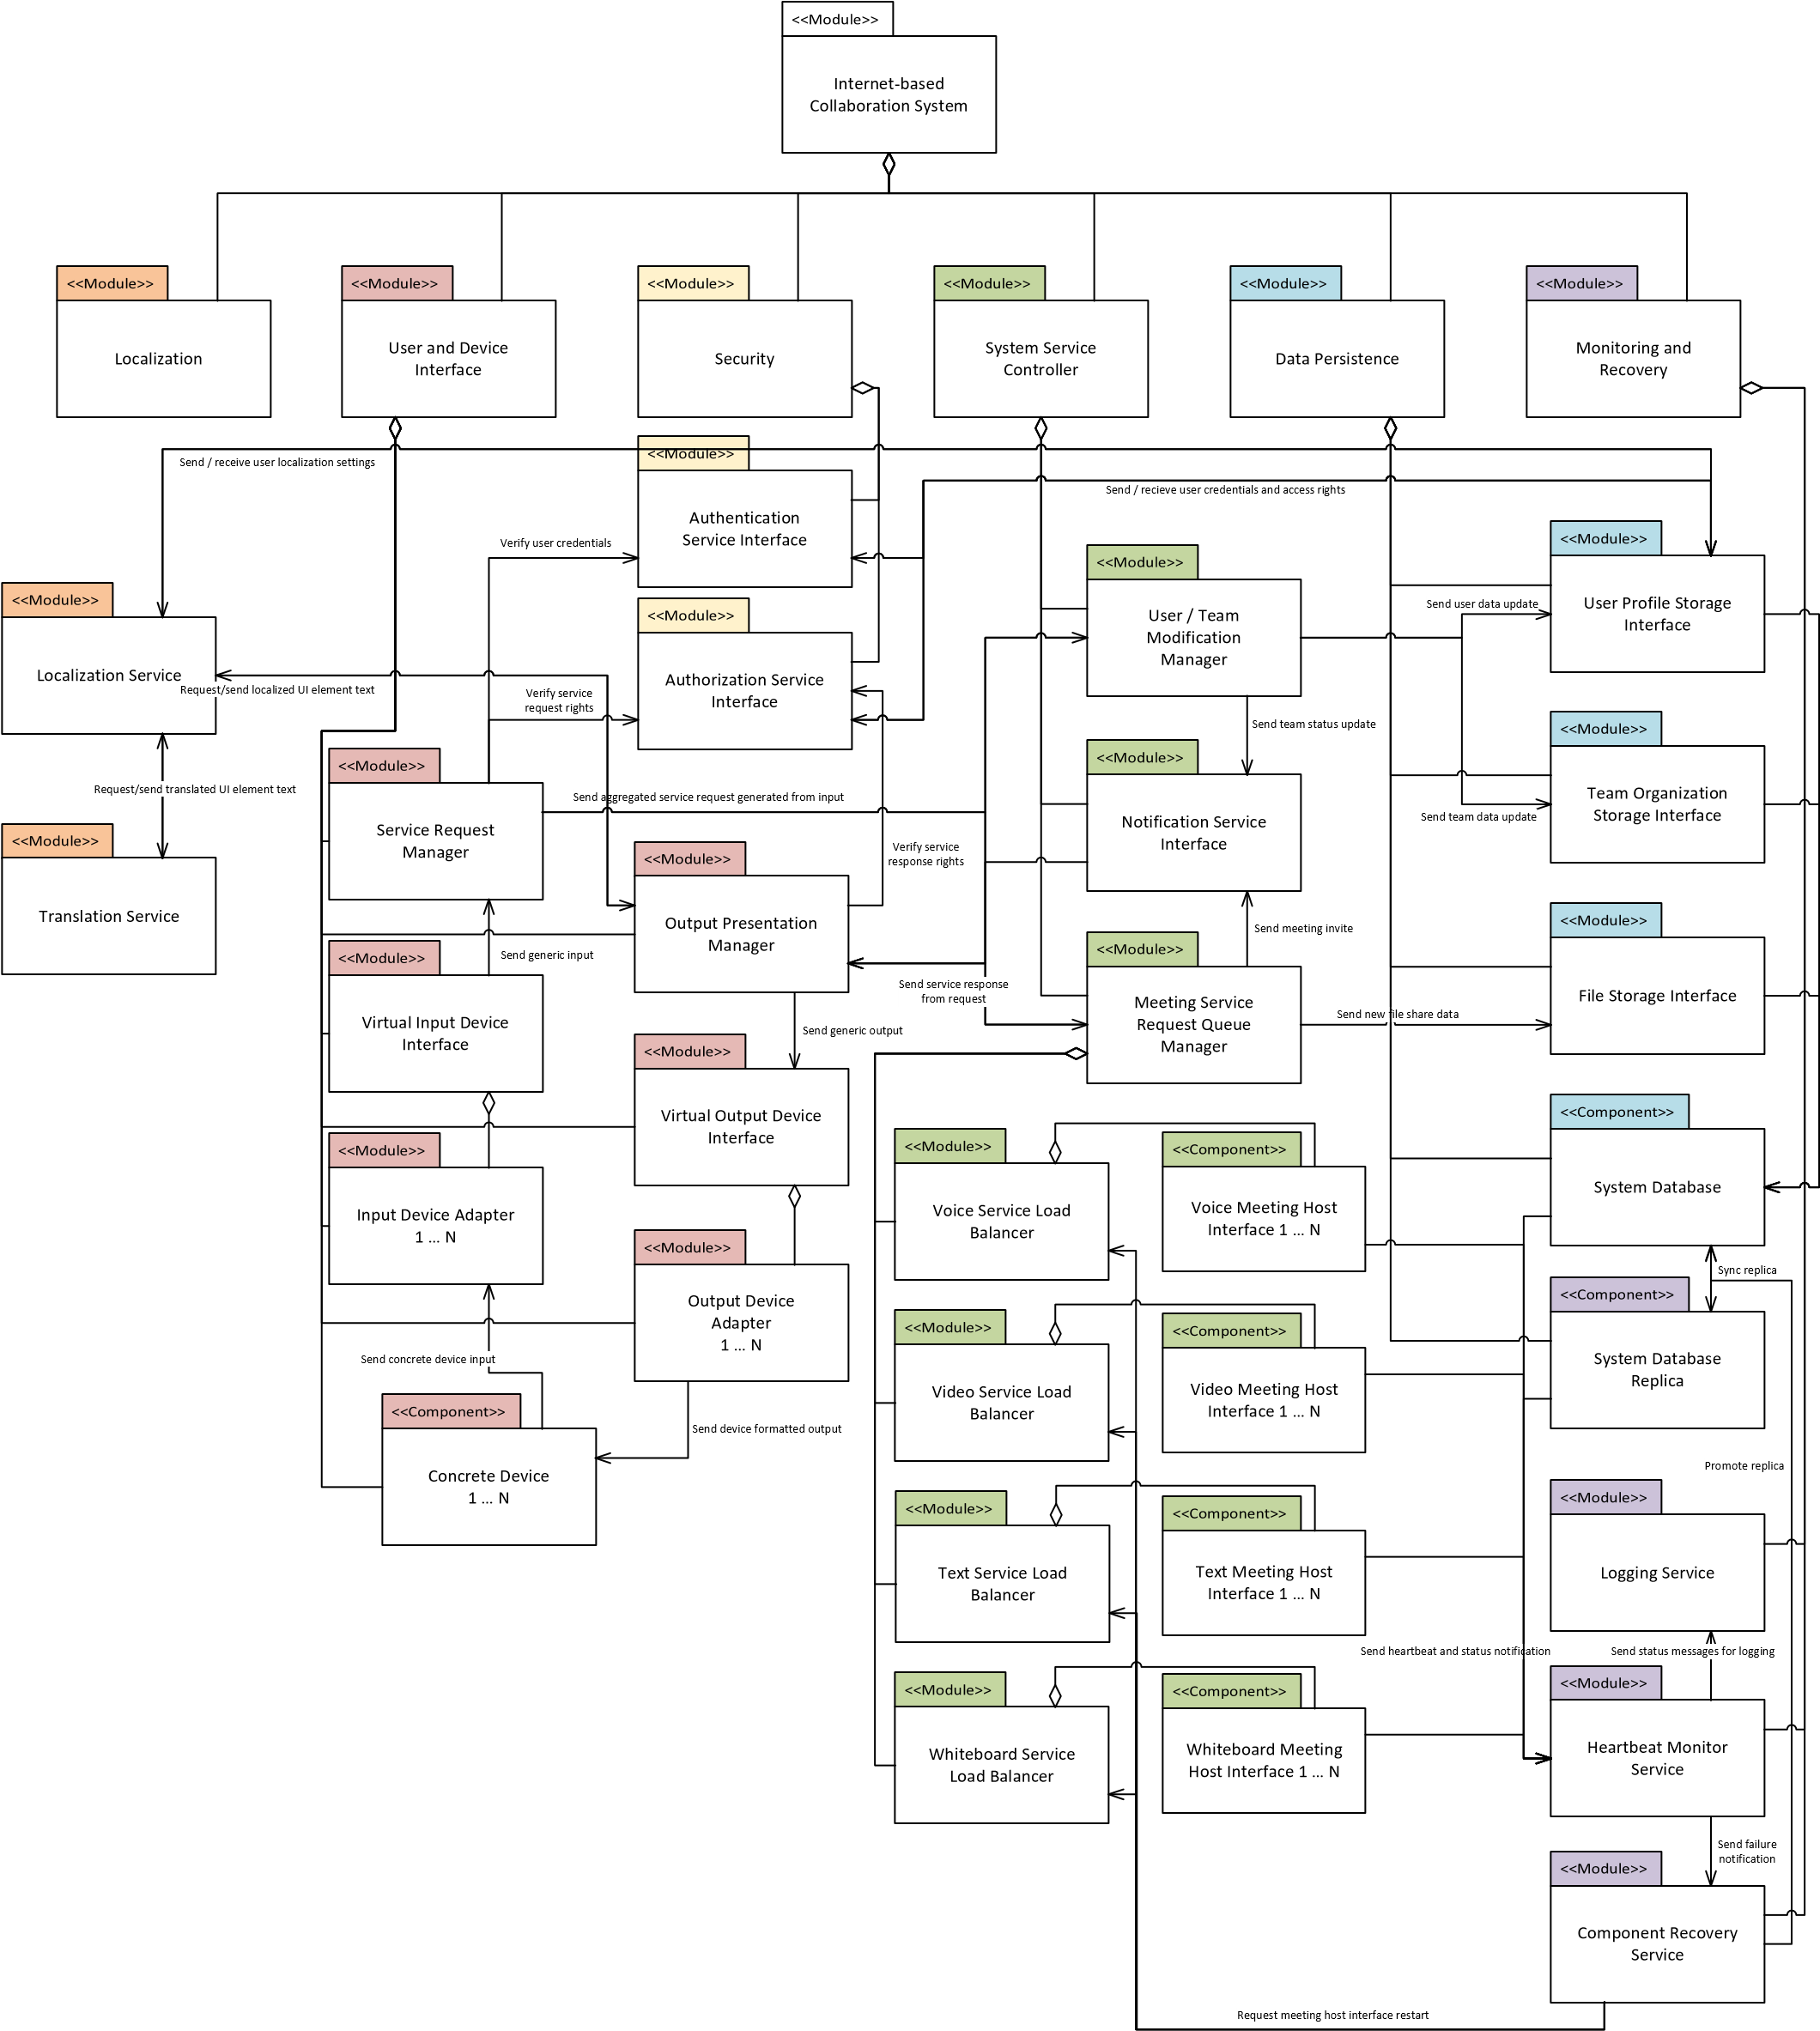 <<Module>>
Internet-based
Collaboration System
<<Module>>
Localization
<<Module>>
User and Device
Interface
<<Module>>
Security
<<Module>>
System Service
Controller
<<Module>>
Data Persistence
<<Module>>
Monitoring and
Recovery
Send / receive user localization settings
<<Module>>
Authentication
Service Interface
Send / recieve user credentials and access rights
Verify user credentials
<<Module>>
User Profile Storage
Interface
<<Module>>
User / Team
Modification
Manager
Send user data update
<<Module>>
Localization Service
Request/send localized UI element text
<<Module>>
Authorization Service
Interface
Verify service
request rights
Send team status update
<<Module>>
Team Organization
Storage Interface
Send team data update
<<Module>>
Service Request
Manager
Request/send translated UI element text
Send aggregated service request generated from input
<<Module>>
Notification Service
Interface
<<Module>>
Translation Service
<<Module>>
Output Presentation
Manager
Verify service
response rights
Send meeting invite
<<Module>>
File Storage Interface
<<Module>>
Virtual Input Device
Interface
Send generic input
Send service response
from request
<<Module>>
Meeting Service
Request Queue
Manager
Send new file share data
Send generic output
<<Module>>
Virtual Output Device
Interface
<<Module>>
Input Device Adapter
1 ... N
<<Module>>
Voice Service Load
Balancer
<<Component>>
Voice Meeting Host
Interface 1 ... N
<<Component>>
System Database
Sync replica
<<Module>>
Output Device
Adapter
1 ... N
Send concrete device input
<<Module>>
Video Service Load
Balancer
<<Component>>
Video Meeting Host
Interface 1 ... N
<<Component>>
System Database
Replica
<<Component>>
Concrete Device
1 ... N
Send device formatted output
Promote replica
<<Module>>
Text Service Load
Balancer
<<Component>>
Text Meeting Host
Interface 1 ... N
<<Module>>
Logging Service
Send heartbeat and status notification
Send status messages for logging
<<Module>>
Whiteboard Service
Load Balancer
<<Component>>
Whiteboard Meeting
Host Interface 1 ... N
<<Module>>
Heartbeat Monitor
Service
Send failure
notification
<<Module>>
Component Recovery
Service
Request meeting host interface restart